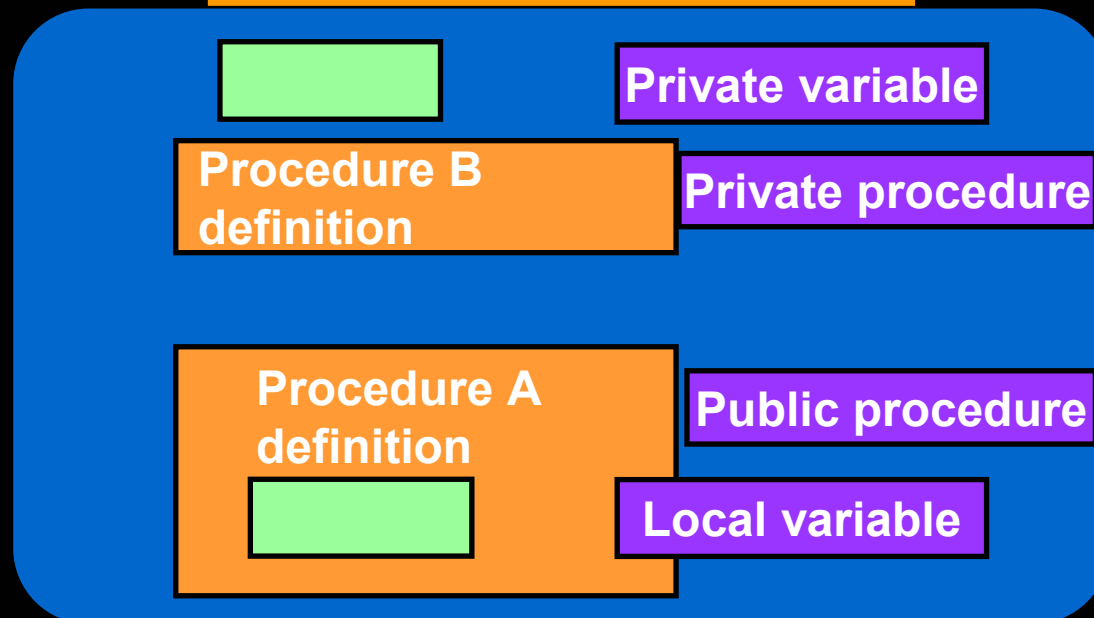 Private variable
Procedure B
definition
Private procedure
Procedure A
definition
Public procedure
Local variable